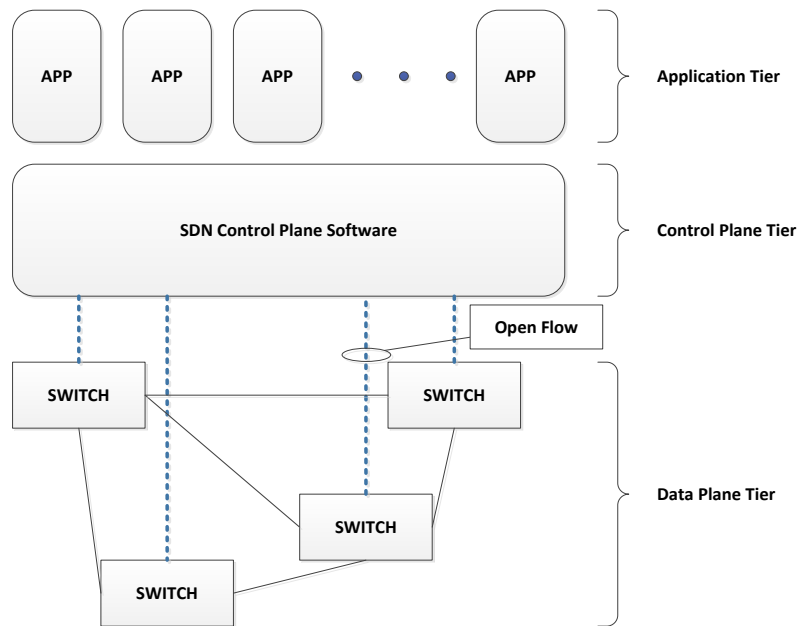 APP
APP
APP
APP
Application Tier
SDN Control Plane Software
Control Plane Tier
Open Flow
SWITCH
SWITCH
Data Plane Tier
SWITCH
SWITCH